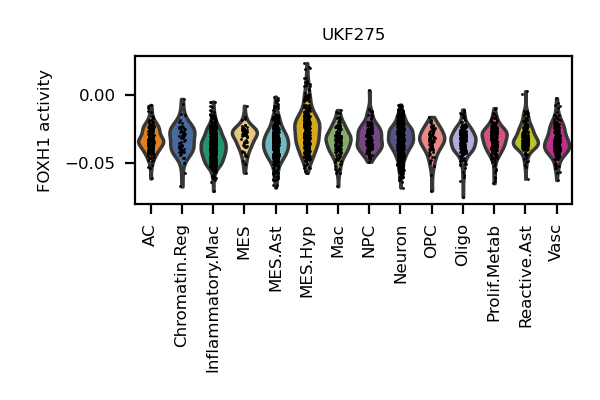 UKF275
FOXH1 activity
0.00
−0.05
AC
Chromatin.Reg
Inflammatory.Mac
MES
MES.Ast
MES.Hyp
Mac
NPC
Neuron
OPC
Oligo
Prolif.Metab
Reactive.Ast
Vasc